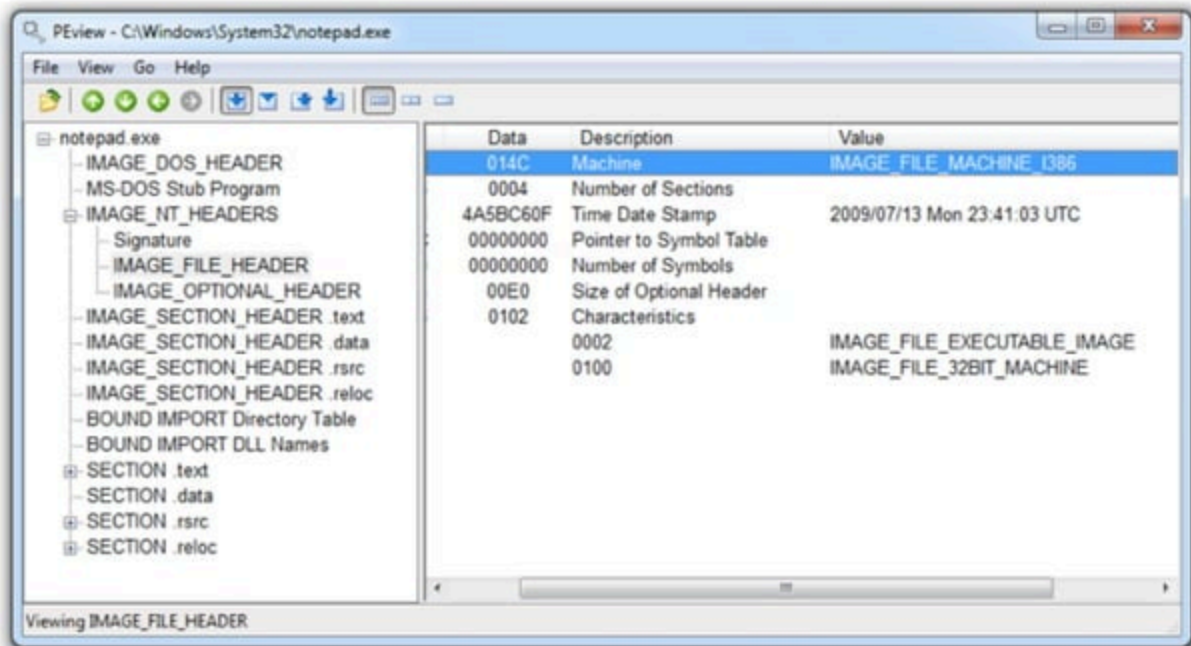 PEview - C:\Windows\System32\notepad.exe
File View Go Help
notepad.exe
IMAGE_DOS_HEADER
MS-DOS Stub Program
IMAGE_NT_HEADERS
Signature
IMAGE_FILE_HEADER
IMAGE_OPTIONAL_HEADER
IMAGE_SECTION_HEADER .text
IMAGE_SECTION_HEADER .data
IMAGE_SECTION_HEADER .rsrc
IMAGE_SECTION_HEADER .reloc
BOUND IMPORT Directory Table
BOUND IMPORT DLL Names
SECTION .text
SECTION .data
SECTION .rsrc
SECTION .reloc
Data Description Value
014C Machine IMAGE_FILE_MACHINE_I386
0004 Number of Sections
4A5BC60F Time Date Stamp 2009/07/13 Mon 23:41:03 UTC
00000000 Pointer to Symbol Table
00000000 Number of Symbols
00E0 Size of Optional Header
0102 Characteristics
0002 IMAGE_FILE_EXECUTABLE_IMAGE
0100 IMAGE_FILE_32BIT_MACHINE
Viewing IMAGE_FILE_HEADER